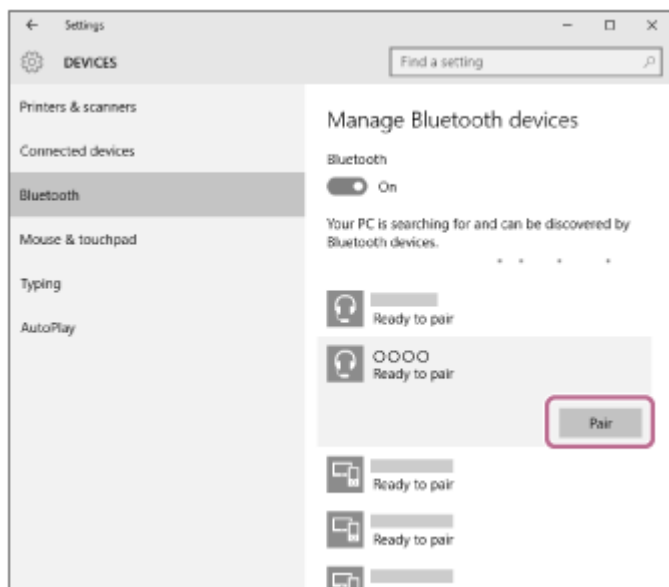 Settings
DEVICES
Find a setting
Printers & scanners
Connected devices
Bluetooth
Mouse & touchpad
Typing
AutoPlay
Manage Bluetooth devices
Bluetooth
On
Your PC is searching for and can be discovered by
Bluetooth devices.
Ready to pair
OOOO
Ready to pair
Pair
Ready to pair
Ready to pair